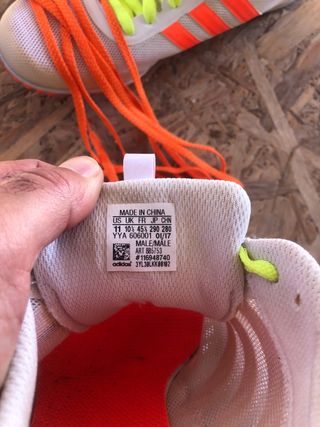 MADE IN CHINA
US UK FR JP CHN
11 10½ 45⅓ 290 280
YYA 606001 01/17
MALE/MÂLE
ART BB5753
#116948740
adidas